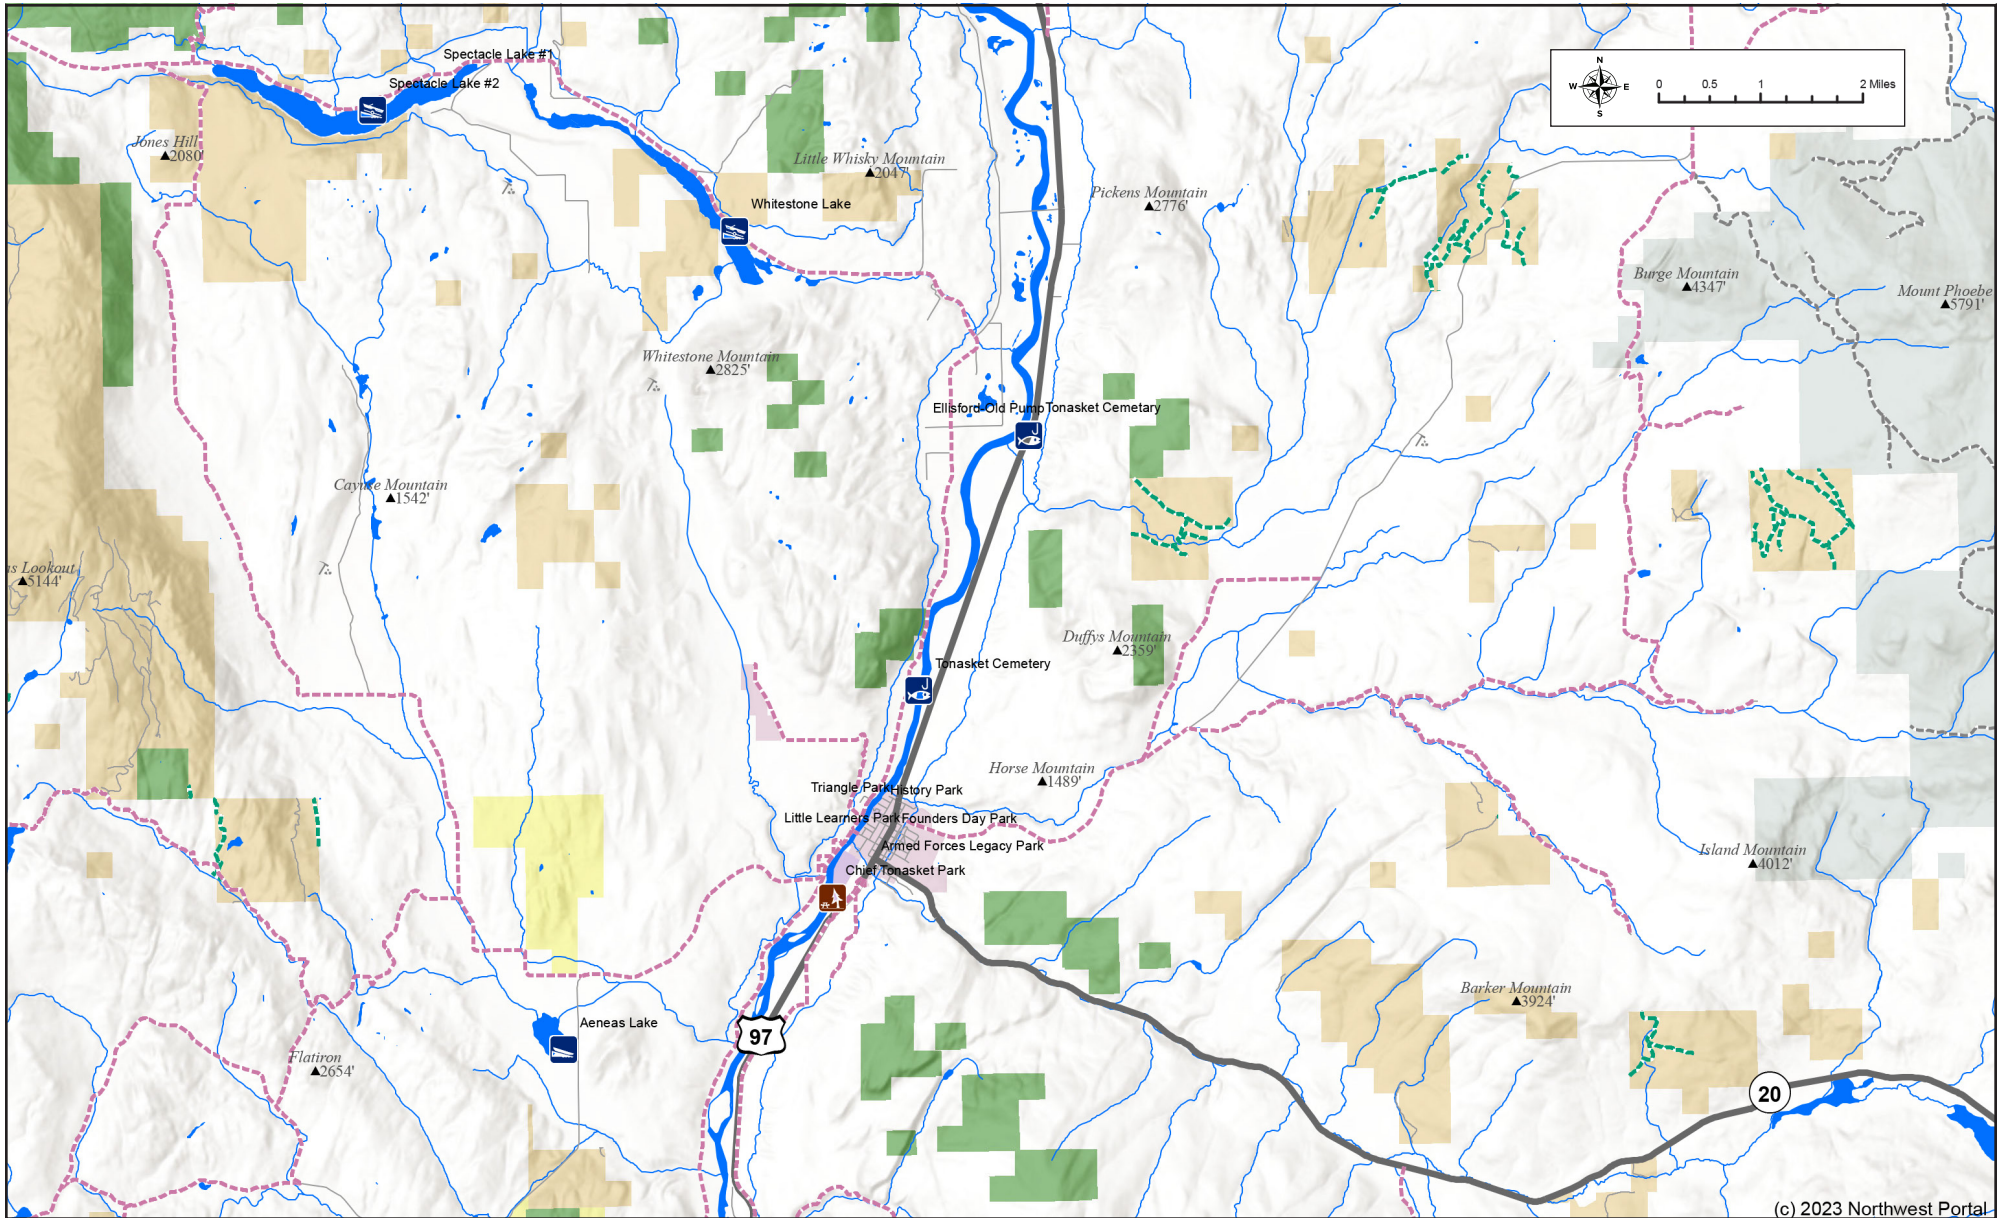 Spectacle Lake #1
Spectacle Lake #2
N
W E
S
0 0.5 1 2 Miles
Jones Hill
2080'
Little Whisky Mountain
2047'
Pickens Mountain
2776'
Whitestone Lake
Burge Mountain
4347'
Mount Phoebe
5791'
Whitestone Mountain
2825'
Ellisford Old Pump
Tonasket Cemetary
Cayuse Mountain
1542'
ns Lookout
5144'
Duffys Mountain
2359'
Tonasket Cemetery
Horse Mountain
1489'
Triangle Park
History Park
Little Learners Park
Founders Day Park
Armed Forces Legacy Park
Chief Tonasket Park
Island Mountain
4012'
Barker Mountain
3924'
Aeneas Lake
97
Flatiron
2654'
20
(c) 2023 Northwest Portal